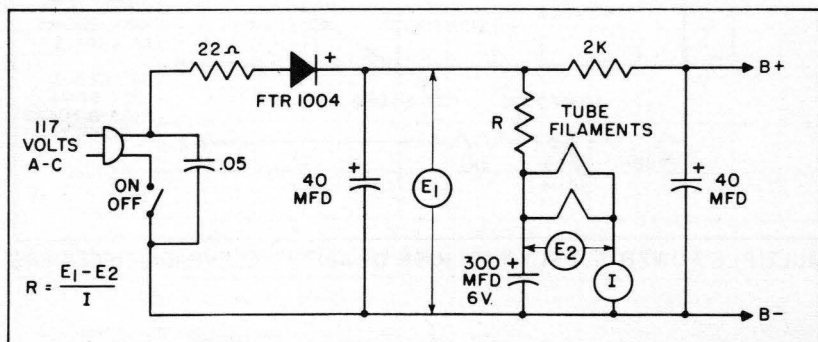 22Ω
FTR 1004
+
2K
B+
117
VOLTS
A-C
ON
OFF
.05
+
40
MFD
E1
R
TUBE
FILAMENTS
E2
+
300
MFD
6V.
I
+
40
MFD
R = E1-E2
I
B-